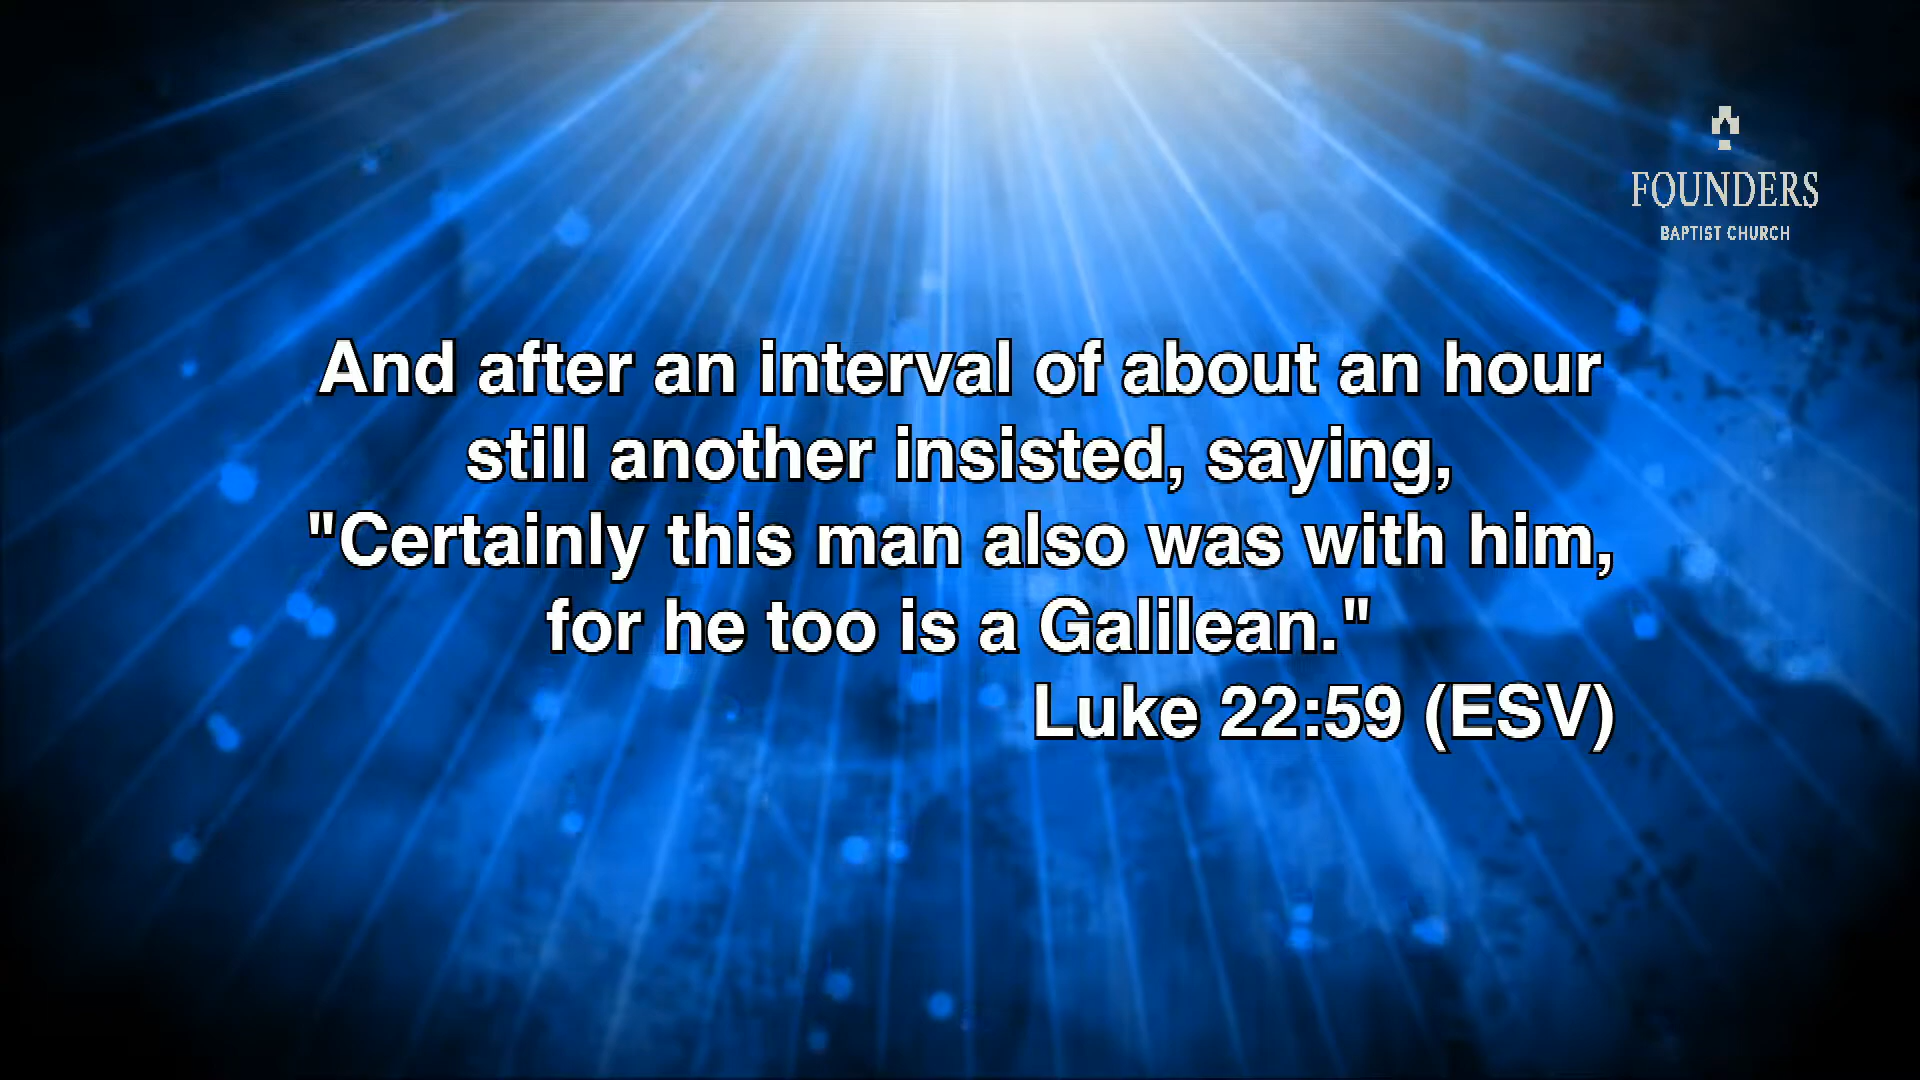 FOUNDERS
BAPTIST CHURCH
And after an interval of about an hour
still another insisted, saying,
"Certainly this man also was with him,
for he too is a Galilean."
Luke 22:59 (ESV)